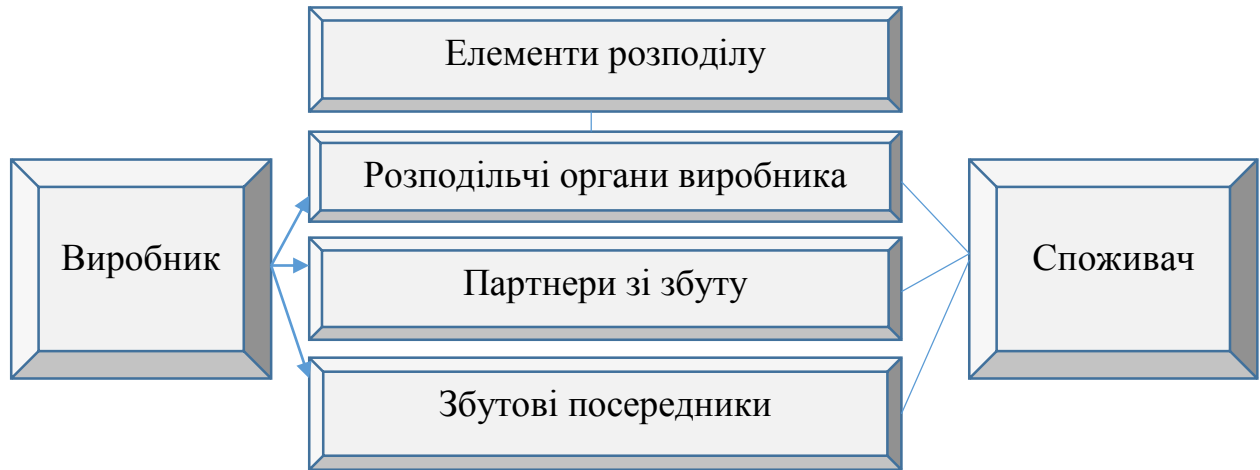 Елементи розподілу
Виробник
Розподільчі органи виробника
Партнери зі збуту
Збутові посередники
Споживач